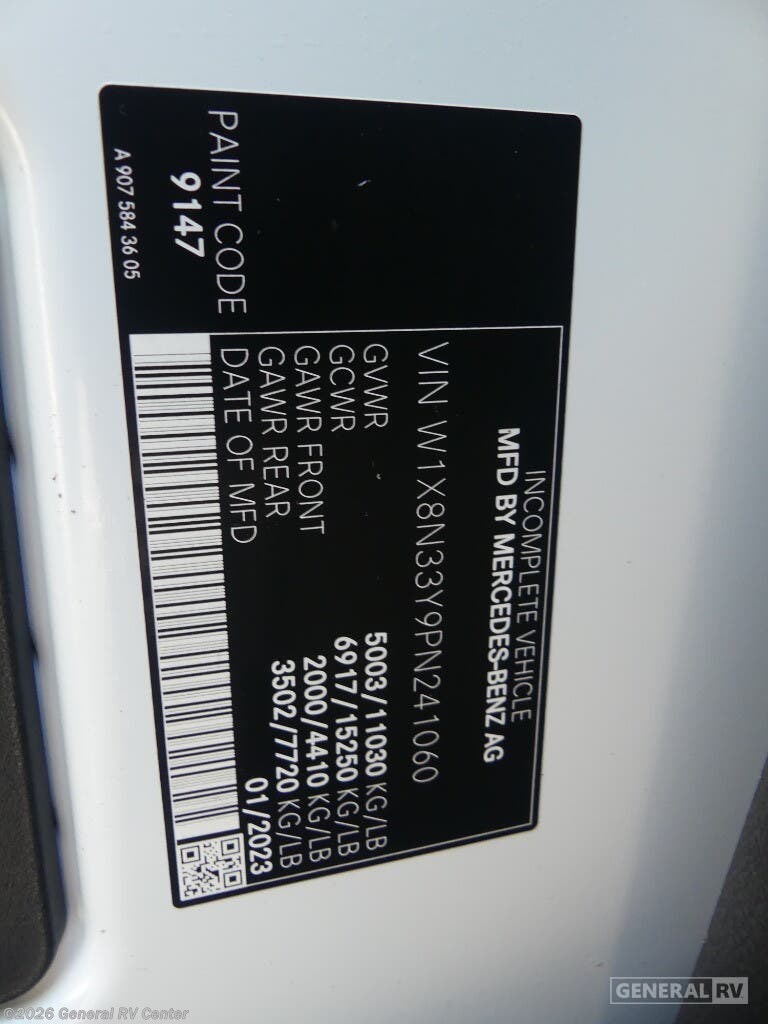 INCOMPLETE VEHICLE
MFD BY MERCEDES-BENZ AG
VIN W1X8N33Y9PN241060
GVWR 5003/11030 KG/LB
GCWR 6917/15250 KG/LB
GAWR FRONT 2000/4410 KG/LB
GAWR REAR 3502/7720 KG/LB
DATE OF MFD 01/2023
PAINT CODE
9147
A 907 584 36 05
GENERAL RV
©2026 General RV Center